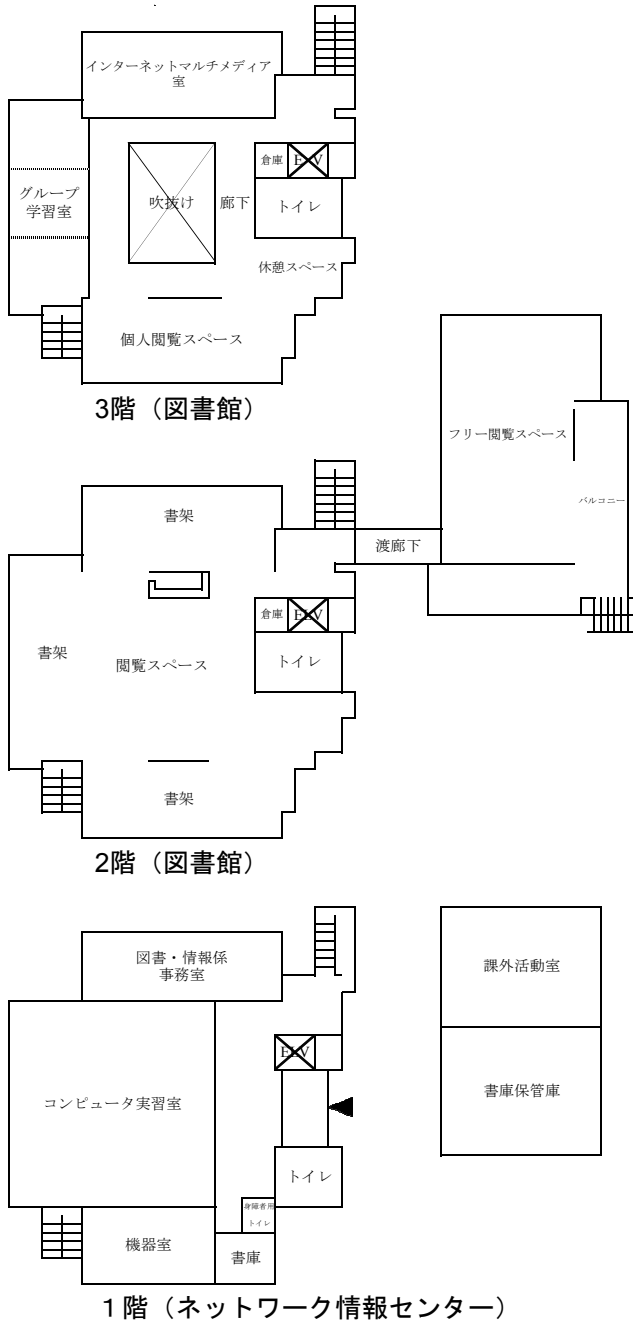 インターネットマルチメディア
室
倉庫
ELV
グループ
学習室
吹抜け
廊下
トイレ
休憩スペース
個人閲覧スペース
3階（図書館）
フリー閲覧スペース
バルコニー
書架
渡廊下
倉庫
ELV
書架
閲覧スペース
トイレ
書架
2階（図書館）
図書・情報係
事務室
課外活動室
ELV
コンピュータ実習室
書庫保管庫
トイレ
身障者用
トイレ
機器室
書庫
１階（ネットワーク情報センター）